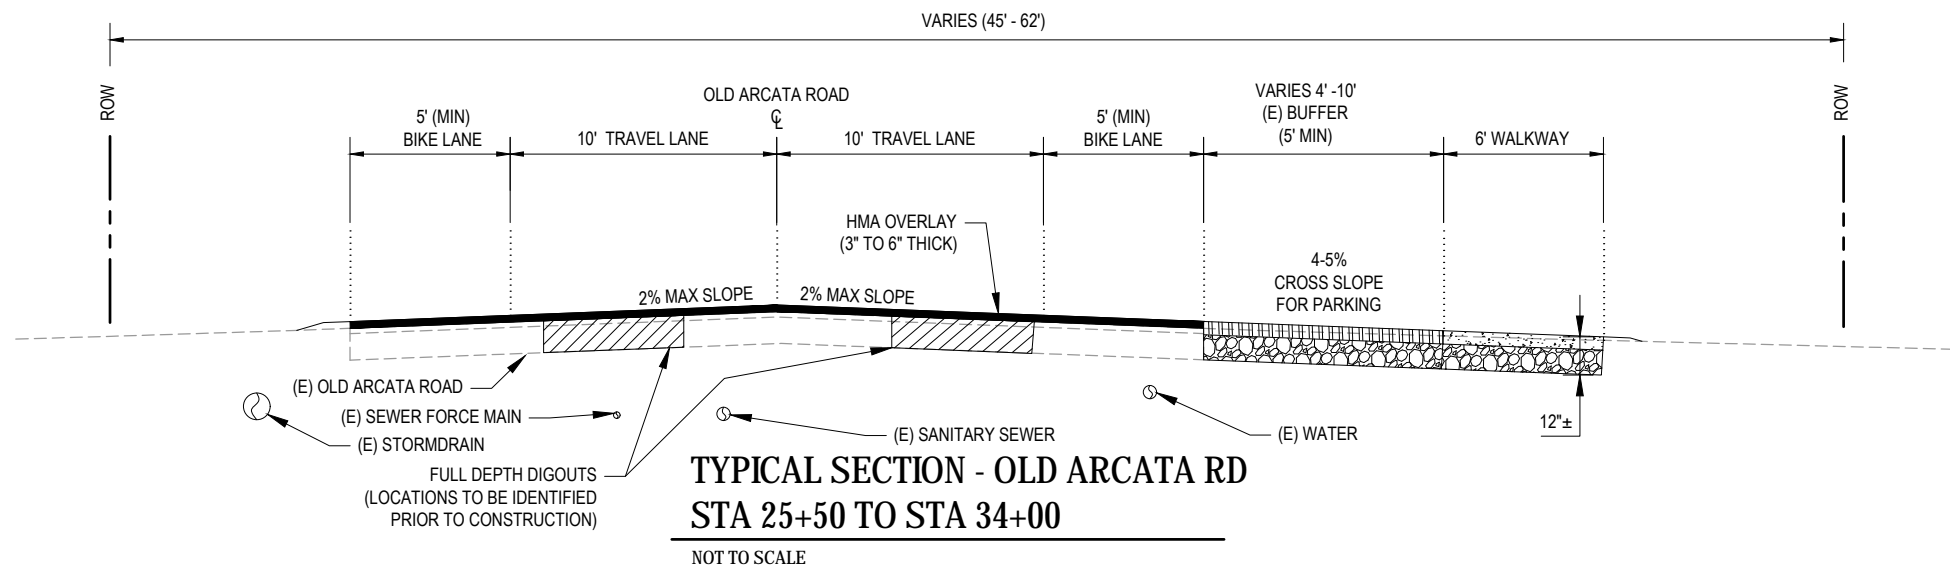 VARIES (45' - 62')
ROW
ROW
OLD ARCATA ROAD
CL
5' (MIN)
BIKE LANE
10' TRAVEL LANE
10' TRAVEL LANE
5' (MIN)
BIKE LANE
VARIES 4' -10'
(E) BUFFER
(5' MIN)
6' WALKWAY
HMA OVERLAY
(3" TO 6" THICK)
2% MAX SLOPE
2% MAX SLOPE
4-5%
CROSS SLOPE
FOR PARKING
(E) OLD ARCATA ROAD
(E) SEWER FORCE MAIN
(E) STORMDRAIN
(E) SANITARY SEWER
(E) WATER
12"±
FULL DEPTH DIGOUTS
(LOCATIONS TO BE IDENTIFIED
PRIOR TO CONSTRUCTION)
TYPICAL SECTION - OLD ARCATA RD
STA 25+50 TO STA 34+00
NOT TO SCALE